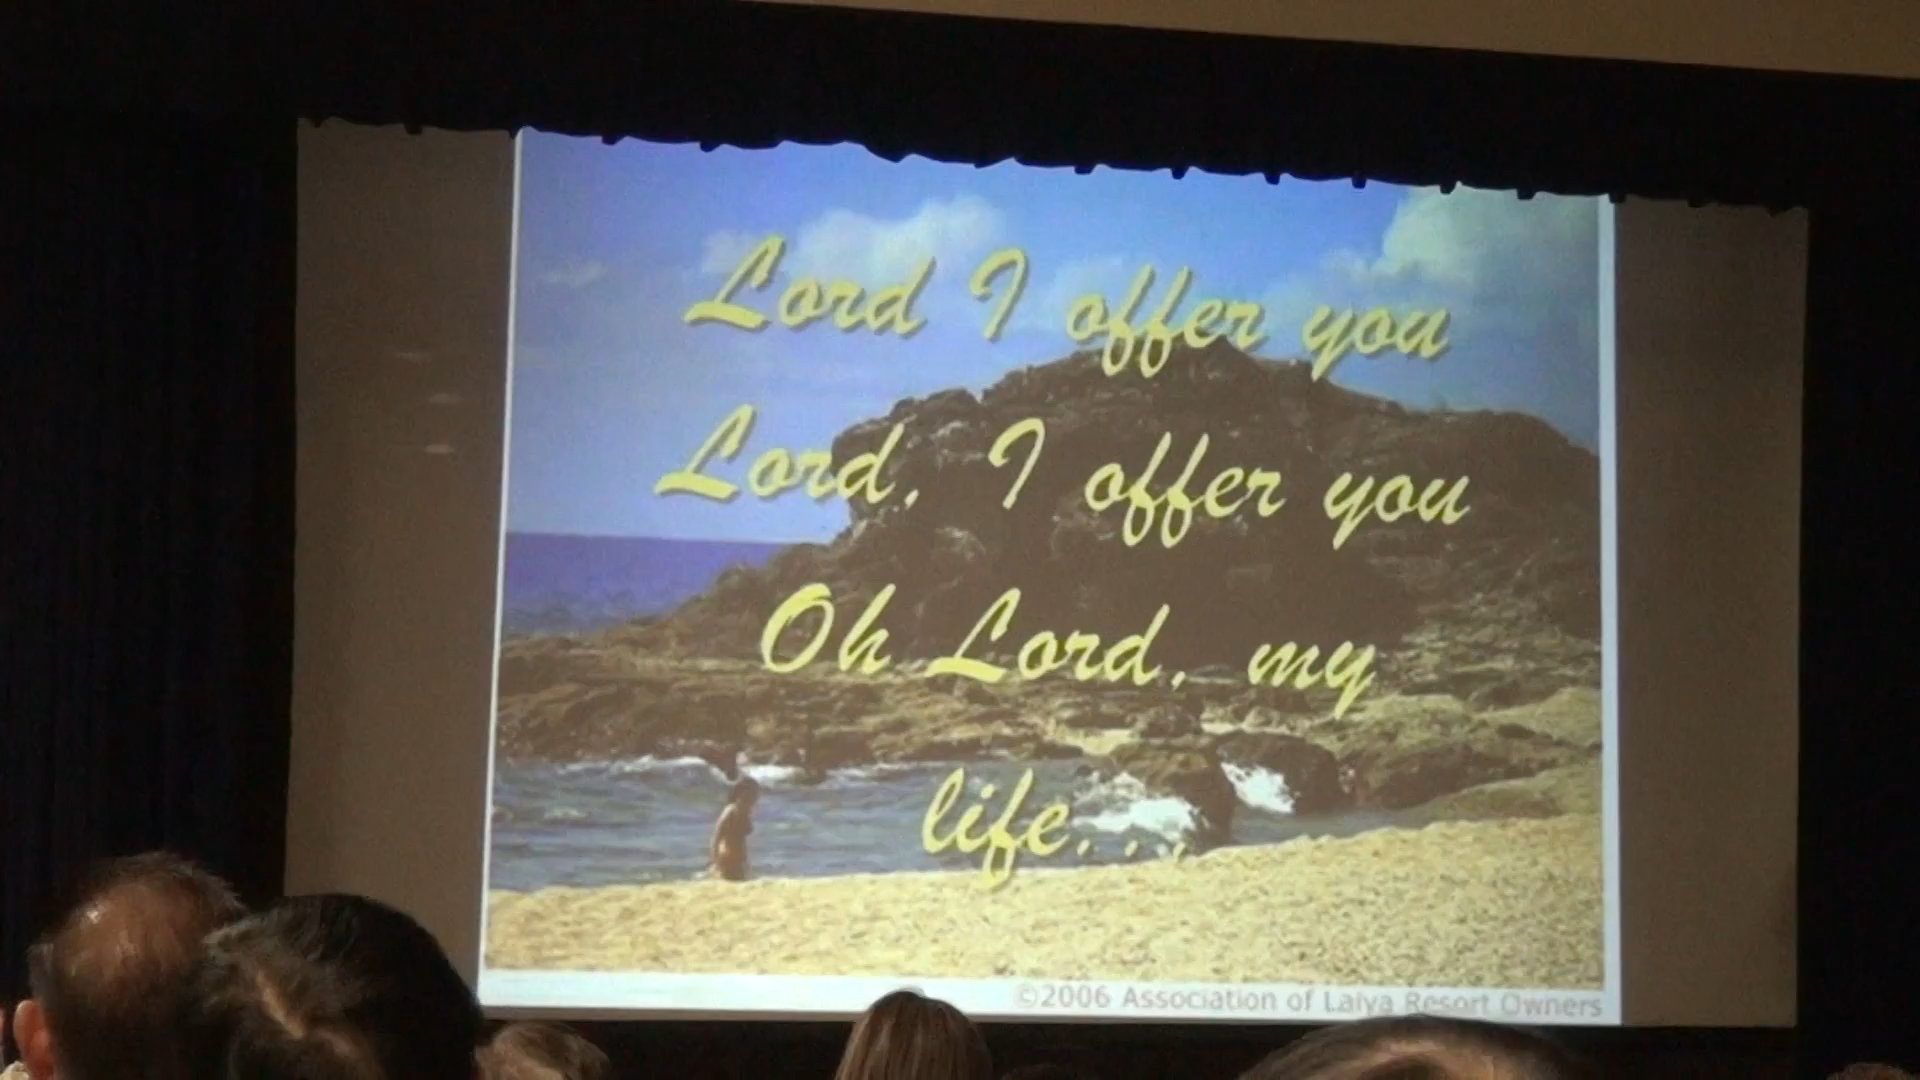 Lord I offer you
Lord, I offer you
Oh Lord, my
life...
©2006 Association of Laiya Resort Owners